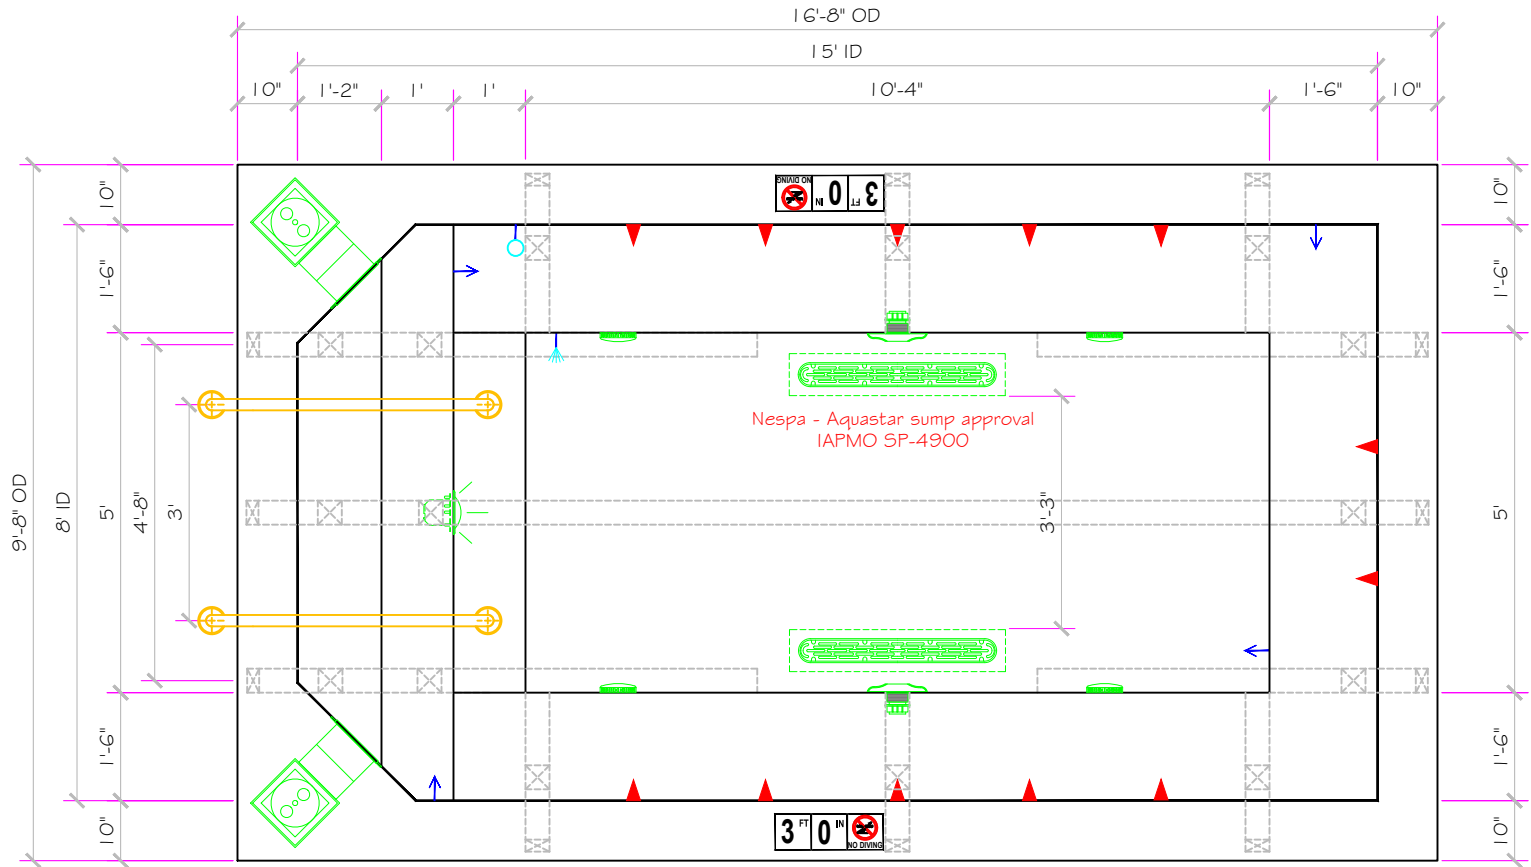 16'-8" OD
15' ID
10"
1'-2"
1'
1'
10'-4"
1'-6"
10"
NO DIVING
0 IN
3 FT
10"
1'-6"
5'
1'-6"
10"
9'-8" OD
8' ID
4'-8"
3'
Nespa - Aquastar sump approval
IAPMO SP-4900
3'-3"
10"
1'-6"
5'
1'-6"
10"
3 FT
0 IN
NO DIVING